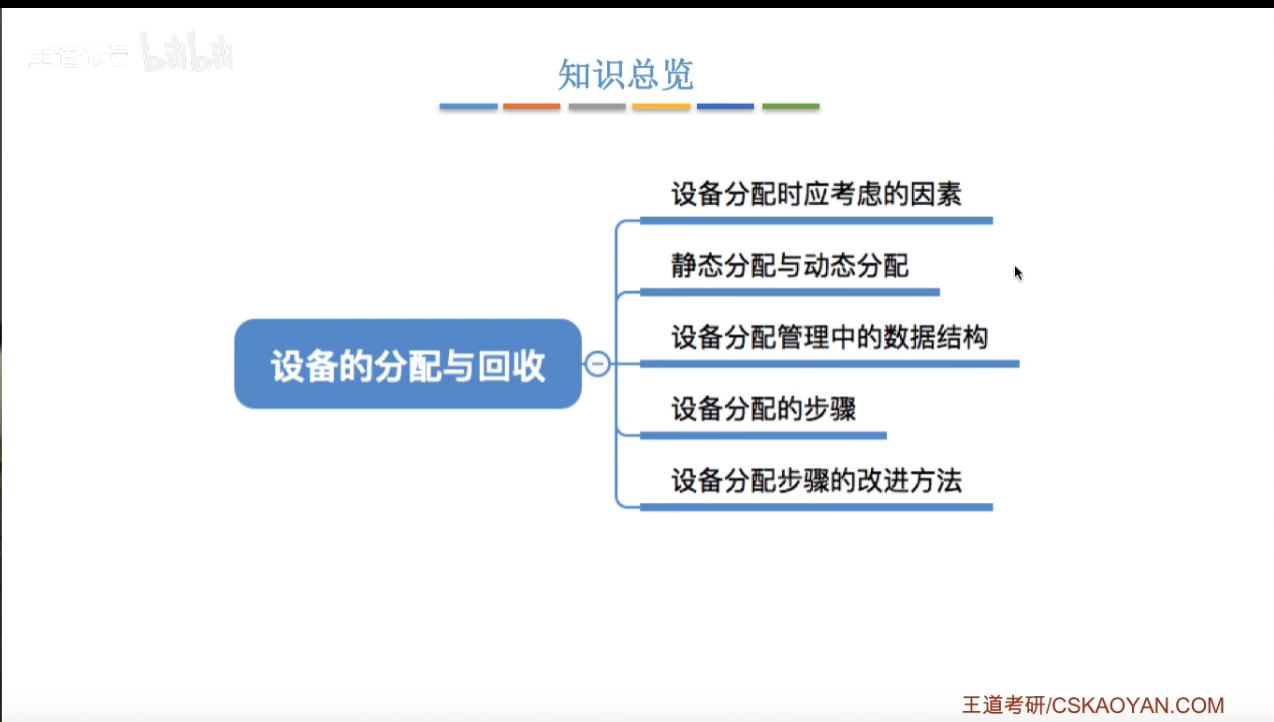 王道论坛 bilibili
知识总览
设备分配时应考虑的因素
静态分配与动态分配
设备分配管理中的数据结构
设备的分配与回收
设备分配的步骤
设备分配步骤的改进方法
王道考研/CSKAOYAN.COM